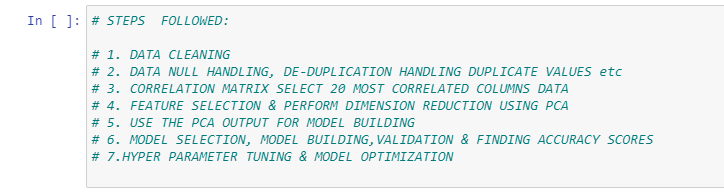 In [ ]: # STEPS  FOLLOWED:
# 1. DATA CLEANING
# 2. DATA NULL HANDLING, DE-DUPLICATION HANDLING DUPLICATE VALUES etc
# 3. CORRELATION MATRIX SELECT 20 MOST CORRELATED COLUMNS DATA
# 4. FEATURE SELECTION & PERFORM DIMENSION REDUCTION USING PCA
# 5. USE THE PCA OUTPUT FOR MODEL BUILDING
# 6. MODEL SELECTION, MODEL BUILDING,VALIDATION & FINDING ACCURACY SCORES
# 7.HYPER PARAMETER TUNING & MODEL OPTIMIZATION